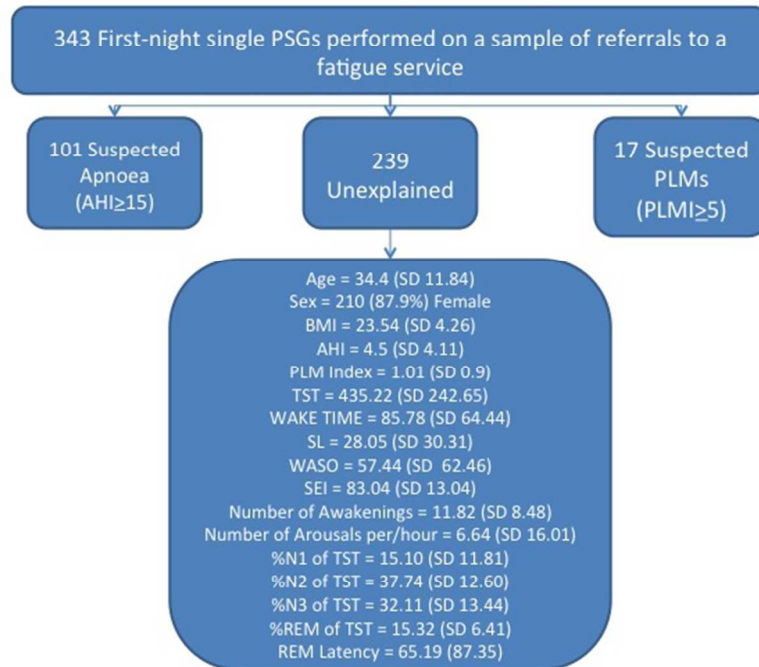 343 First-night single PSGs performed on a sample of referrals to a
fatigue service
101 Suspected
Apnoea
(AHI≥15)
239
Unexplained
17 Suspected
PLMs
(PLMI≥5)
Age = 34.4 (SD 11.84)
Sex = 210 (87.9%) Female
BMI = 23.54 (SD 4.26)
AHI = 4.5 (SD 4.11)
PLM Index = 1.01 (SD 0.9)
TST = 435.22 (SD 242.65)
WAKE TIME = 85.78 (SD 64.44)
SL = 28.05 (SD 30.31)
WASO = 57.44 (SD 62.46)
SEI = 83.04 (SD 13.04)
Number of Awakenings = 11.82 (SD 8.48)
Number of Arousals per/hour = 6.64 (SD 16.01)
%N1 of TST = 15.10 (SD 11.81)
%N2 of TST = 37.74 (SD 12.60)
%N3 of TST = 32.11 (SD 13.44)
%REM of TST = 15.32 (SD 6.41)
REM Latency = 65.19 (87.35)